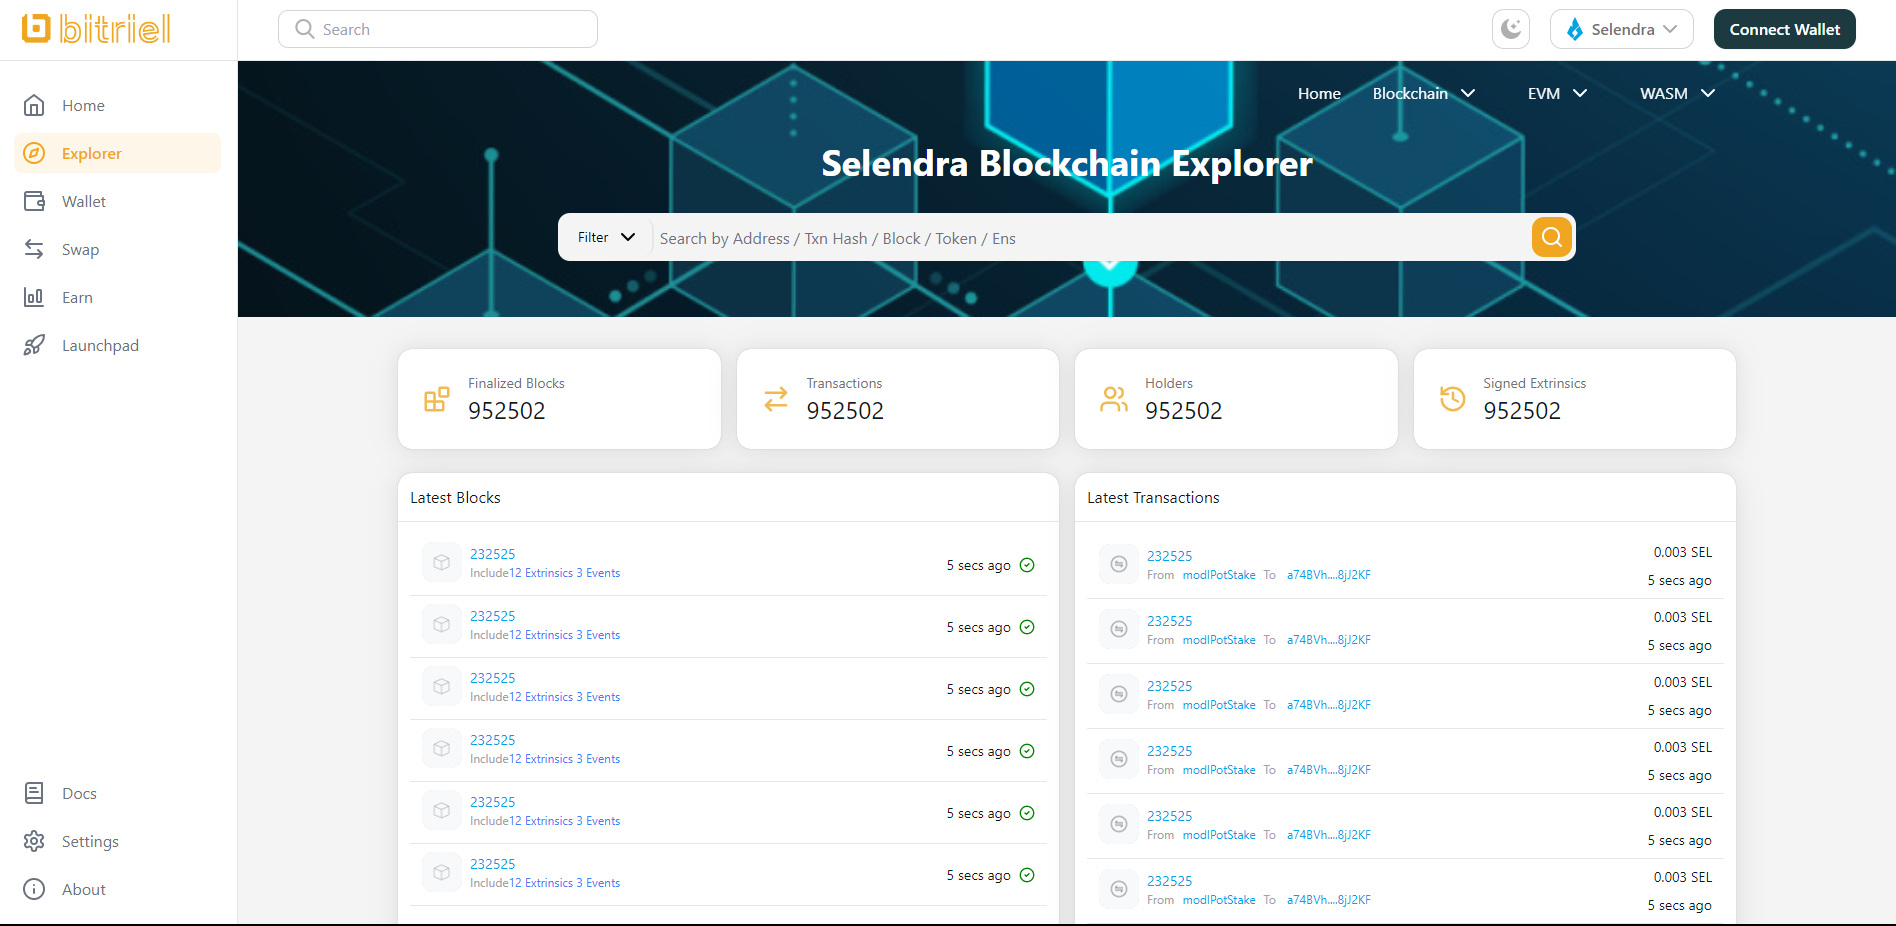 bitriel
Search
Selendra
Connect Wallet
Home
Explorer
Wallet
Swap
Earn
Launchpad
Docs
Settings
About
Home Blockchain EVM WASM
Selendra Blockchain Explorer
Filter Search by Address / Txn Hash / Block / Token / Ens
Finalized Blocks
952502
Transactions
952502
Holders
952502
Signed Extrinsics
952502
Latest Blocks
232525
Include12 Extrinsics 3 Events
5 secs ago
232525
Include12 Extrinsics 3 Events
5 secs ago
232525
Include12 Extrinsics 3 Events
5 secs ago
232525
Include12 Extrinsics 3 Events
5 secs ago
232525
Include12 Extrinsics 3 Events
5 secs ago
232525
Include12 Extrinsics 3 Events
5 secs ago
Latest Transactions
232525
From modlPotStake To a74BVh....8jJ2KF
0.003 SEL
5 secs ago
232525
From modlPotStake To a74BVh....8jJ2KF
0.003 SEL
5 secs ago
232525
From modlPotStake To a74BVh....8jJ2KF
0.003 SEL
5 secs ago
232525
From modlPotStake To a74BVh....8jJ2KF
0.003 SEL
5 secs ago
232525
From modlPotStake To a74BVh....8jJ2KF
0.003 SEL
5 secs ago
232525
From modlPotStake To a74BVh....8jJ2KF
0.003 SEL
5 secs ago